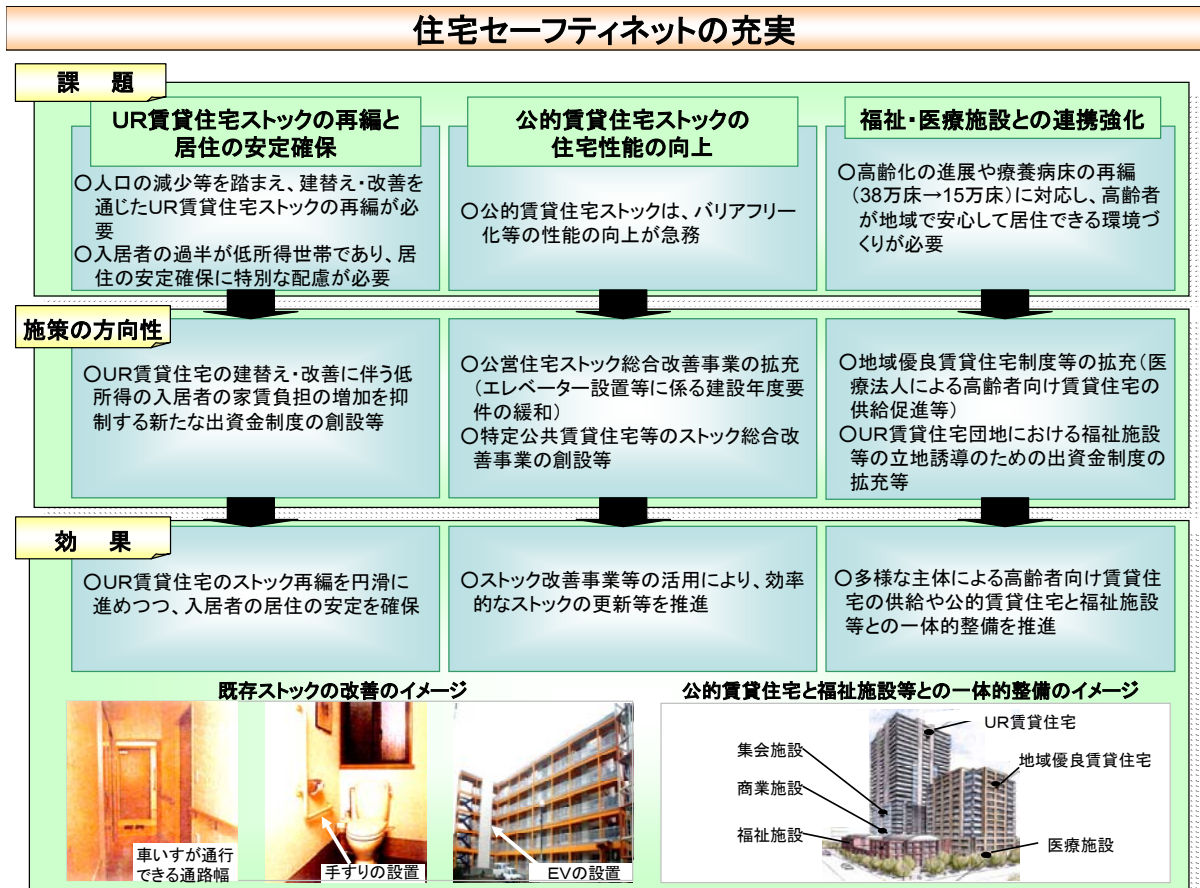 住宅セーフティネットの充実
課　題
UR賃貸住宅ストックの再編と
居住の安定確保
○人口の減少等を踏まえ、建替え・改善を
通じたUR賃貸住宅ストックの再編が必
要
○入居者の過半が低所得世帯であり、居
住の安定確保に特別な配慮が必要
公的賃貸住宅ストックの
住宅性能の向上
○公的賃貸住宅ストックは、バリアフリー
化等の性能の向上が急務
福祉・医療施設との連携強化
○高齢化の進展や療養病床の再編
（38万床→15万床）に対応し、高齢者
が地域で安心して居住できる環境づ
くりが必要
施策の方向性
○UR賃貸住宅の建替え・改善に伴う低
所得の入居者の家賃負担の増加を抑
制する新たな出資金制度の創設等
○公営住宅ストック総合改善事業の拡充
（エレベーター設置等に係る建設年度要
件の緩和）
○特定公共賃貸住宅等のストック総合改
善事業の創設等
○地域優良賃貸住宅制度等の拡充（医
療法人による高齢者向け賃貸住宅の
供給促進等）
○UR賃貸住宅団地における福祉施設
等の立地誘導のための出資金制度の
拡充等
効　果
○UR賃貸住宅のストック再編を円滑に
進めつつ、入居者の居住の安定を確保
○ストック改善事業等の活用により、効率
的なストックの更新等を推進
○多様な主体による高齢者向け賃貸住
宅の供給や公的賃貸住宅と福祉施設
等との一体的整備を推進
既存ストックの改善のイメージ
車いすが通行
できる通路幅
手すりの設置
EVの設置
公的賃貸住宅と福祉施設等との一体的整備のイメージ
UR賃貸住宅
集会施設
地域優良賃貸住宅
商業施設
福祉施設
医療施設